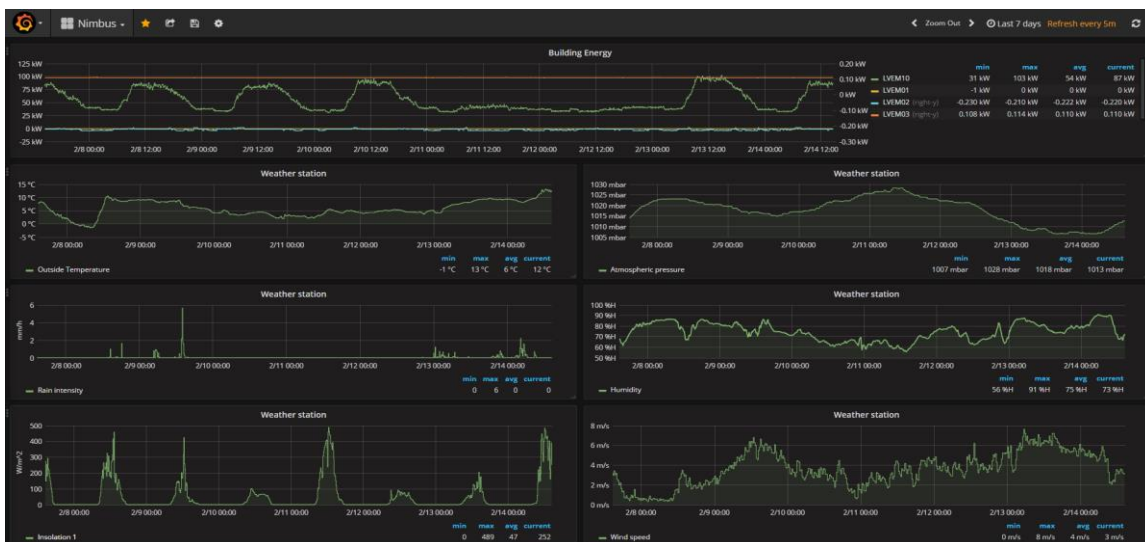 Nimbus
Zoom Out Last 7 days Refresh every 5m
Building Energy
125 kW
100 kW
75 kW
50 kW
25 kW
0 kW
-25 kW
2/8 00:00 2/8 12:00 2/9 00:00 2/9 12:00 2/10 00:00 2/10 12:00 2/11 00:00 2/11 12:00 2/12 00:00 2/12 12:00 2/13 00:00 2/13 12:00 2/14 00:00 2/14 12:00
0.20 kW
0.10 kW
0 kW
-0.10 kW
-0.20 kW
-0.30 kW
min max avg current
LVEM10 31 kW 103 kW 54 kW 87 kW
LVEM01 -1 kW 0 kW 0 kW 0 kW
LVEM02 (right-y) -0.230 kW -0.210 kW -0.222 kW -0.220 kW
LVEM03 (right-y) 0.108 kW 0.114 kW 0.110 kW 0.110 kW
Weather station
15 °C
10 °C
5 °C
0 °C
-5 °C
2/8 00:00 2/9 00:00 2/10 00:00 2/11 00:00 2/12 00:00 2/13 00:00 2/14 00:00
min max avg current
Outside Temperature -1 °C 13 °C 6 °C 12 °C
Weather station
1030 mbar
1025 mbar
1020 mbar
1015 mbar
1010 mbar
1005 mbar
2/8 00:00 2/9 00:00 2/10 00:00 2/11 00:00 2/12 00:00 2/13 00:00 2/14 00:00
min max avg current
Atmospheric pressure 1007 mbar 1028 mbar 1018 mbar 1013 mbar
Weather station
mm/h
6
4
2
0
2/8 00:00 2/9 00:00 2/10 00:00 2/11 00:00 2/12 00:00 2/13 00:00 2/14 00:00
min max avg current
Rain intensity 0 6 0 0
Weather station
100 %H
90 %H
80 %H
70 %H
60 %H
50 %H
2/8 00:00 2/9 00:00 2/10 00:00 2/11 00:00 2/12 00:00 2/13 00:00 2/14 00:00
min max avg current
Humidity 56 %H 91 %H 75 %H 73 %H
Weather station
W/m^2
500
400
300
200
100
0
2/8 00:00 2/9 00:00 2/10 00:00 2/11 00:00 2/12 00:00 2/13 00:00 2/14 00:00
min max avg current
Insolation 1 0 489 47 252
Weather station
8 m/s
6 m/s
4 m/s
2 m/s
0 m/s
2/8 00:00 2/9 00:00 2/10 00:00 2/11 00:00 2/12 00:00 2/13 00:00 2/14 00:00
min max avg current
Wind speed 0 m/s 8 m/s 4 m/s 3 m/s